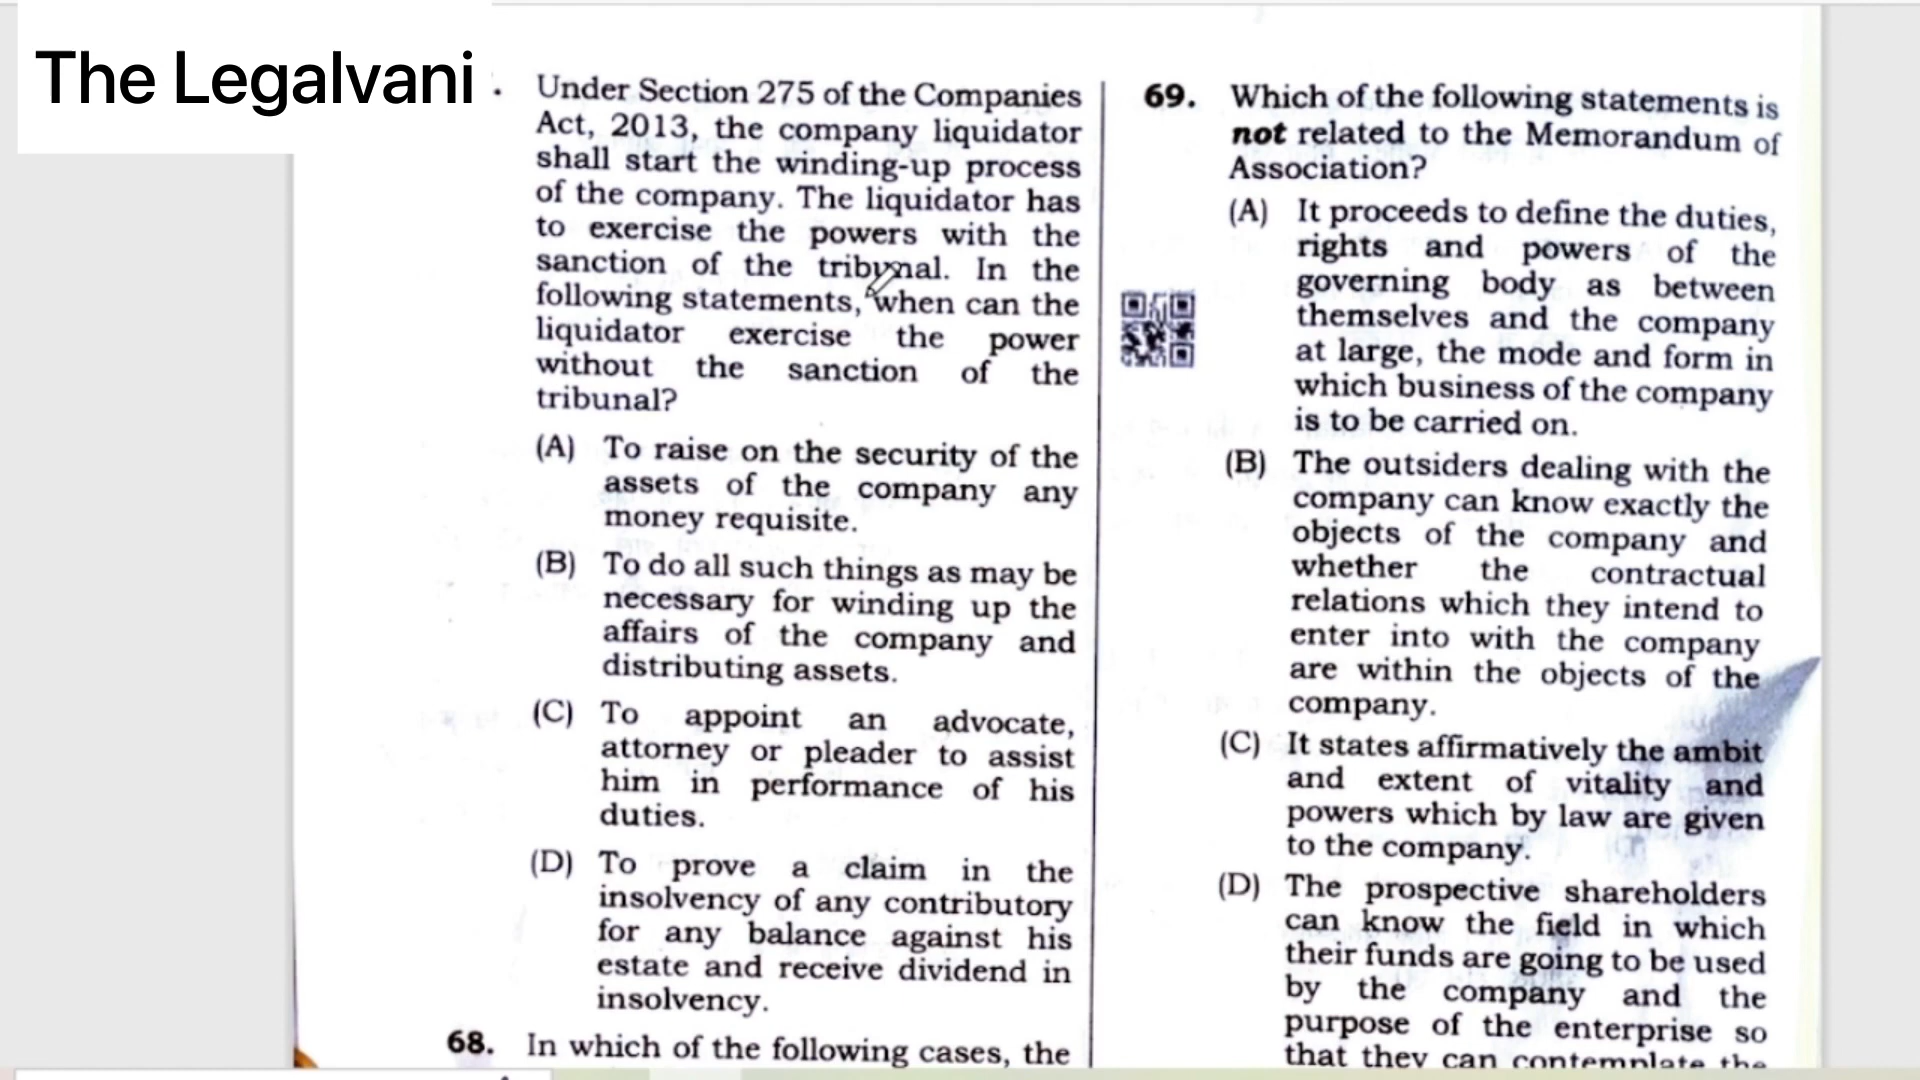 The Legalvani
. Under Section 275 of the Companies
Act, 2013, the company liquidator
shall start the winding-up process
of the company. The liquidator has
to exercise the powers with the
sanction of the tribunal. In the
following statements, when can the
liquidator exercise the power
without the sanction of the
tribunal?
(A) To raise on the security of the
assets of the company any
money requisite.
(B) To do all such things as may be
necessary for winding up the
affairs of the company and
distributing assets.
(C) To appoint an advocate,
attorney or pleader to assist
him in performance of his
duties.
(D) To prove a claim in the
insolvency of any contributory
for any balance against his
estate and receive dividend in
insolvency.
68. In which of the following cases, the
69. Which of the following statements is
not related to the Memorandum of
Association?
(A) It proceeds to define the duties,
rights and powers of the
governing body as between
themselves and the company
at large, the mode and form in
which business of the company
is to be carried on.
(B) The outsiders dealing with the
company can know exactly the
objects of the company and
whether the contractual
relations which they intend to
enter into with the company
are within the objects of the
company.
(C) It states affirmatively the ambit
and extent of vitality and
powers which by law are given
to the company.
(D) The prospective shareholders
can know the field in which
their funds are going to be used
by the company and the
purpose of the enterprise so
that they can contemplate the